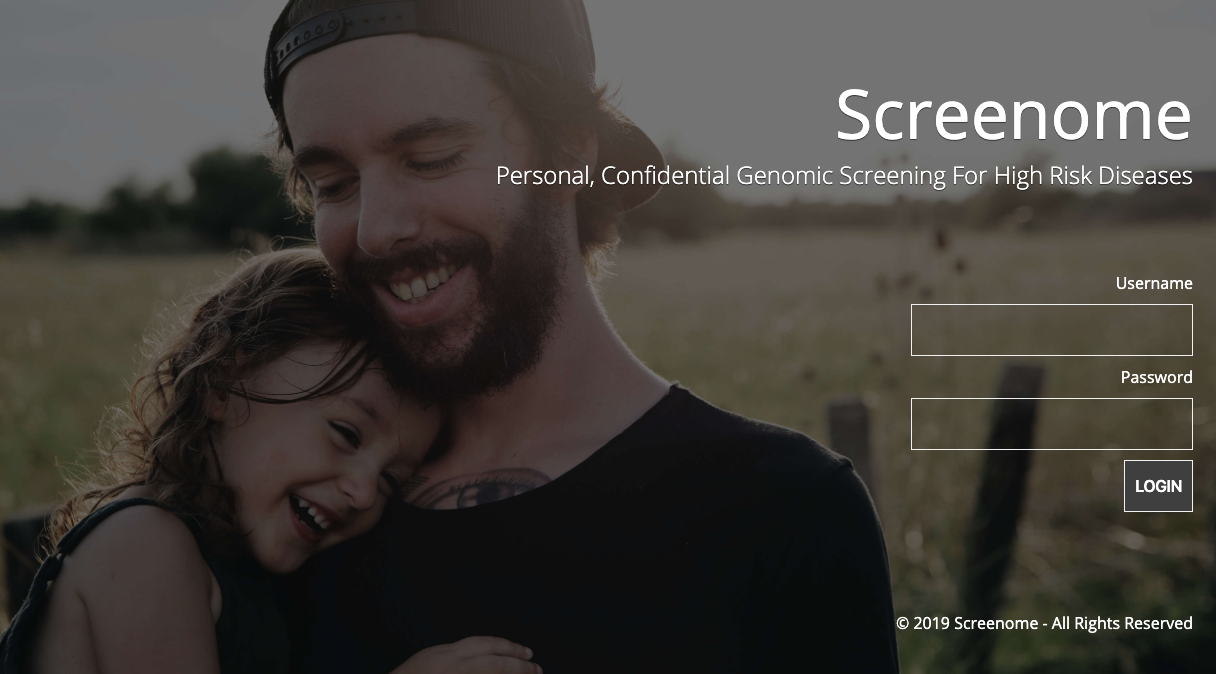 Screenome
Personal, Confidential Genomic Screening For High Risk Diseases
Username
Password
LOGIN
© 2019 Screenome - All Rights Reserved